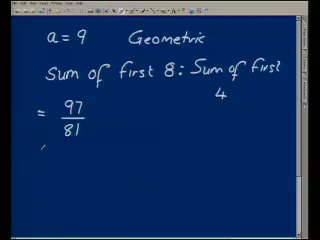 a = 9 Geometric
Sum of first 8 : Sum of first 4
= 97/81